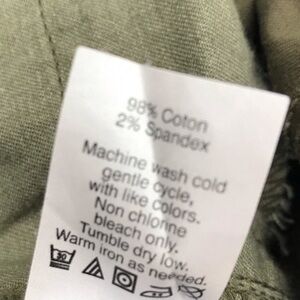 98% Coton
2% Spandex
Machine wash cold
gentle cycle,
with like colors.
Non chlorine
bleach only.
Tumble dry low.
Warm iron as needed.
30